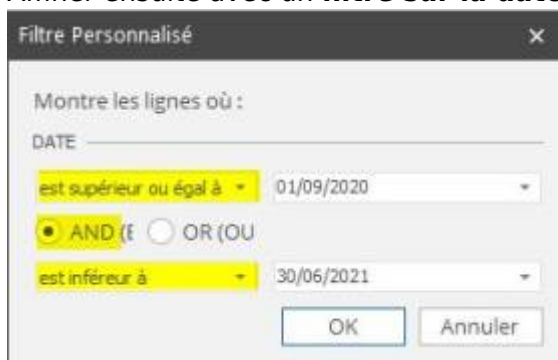 Filtre Personnalisé
Montre les lignes où :
DATE
est supérieur ou égal à 01/09/2020
AND (E OR (OU
est inféreur à 30/06/2021
OK Annuler